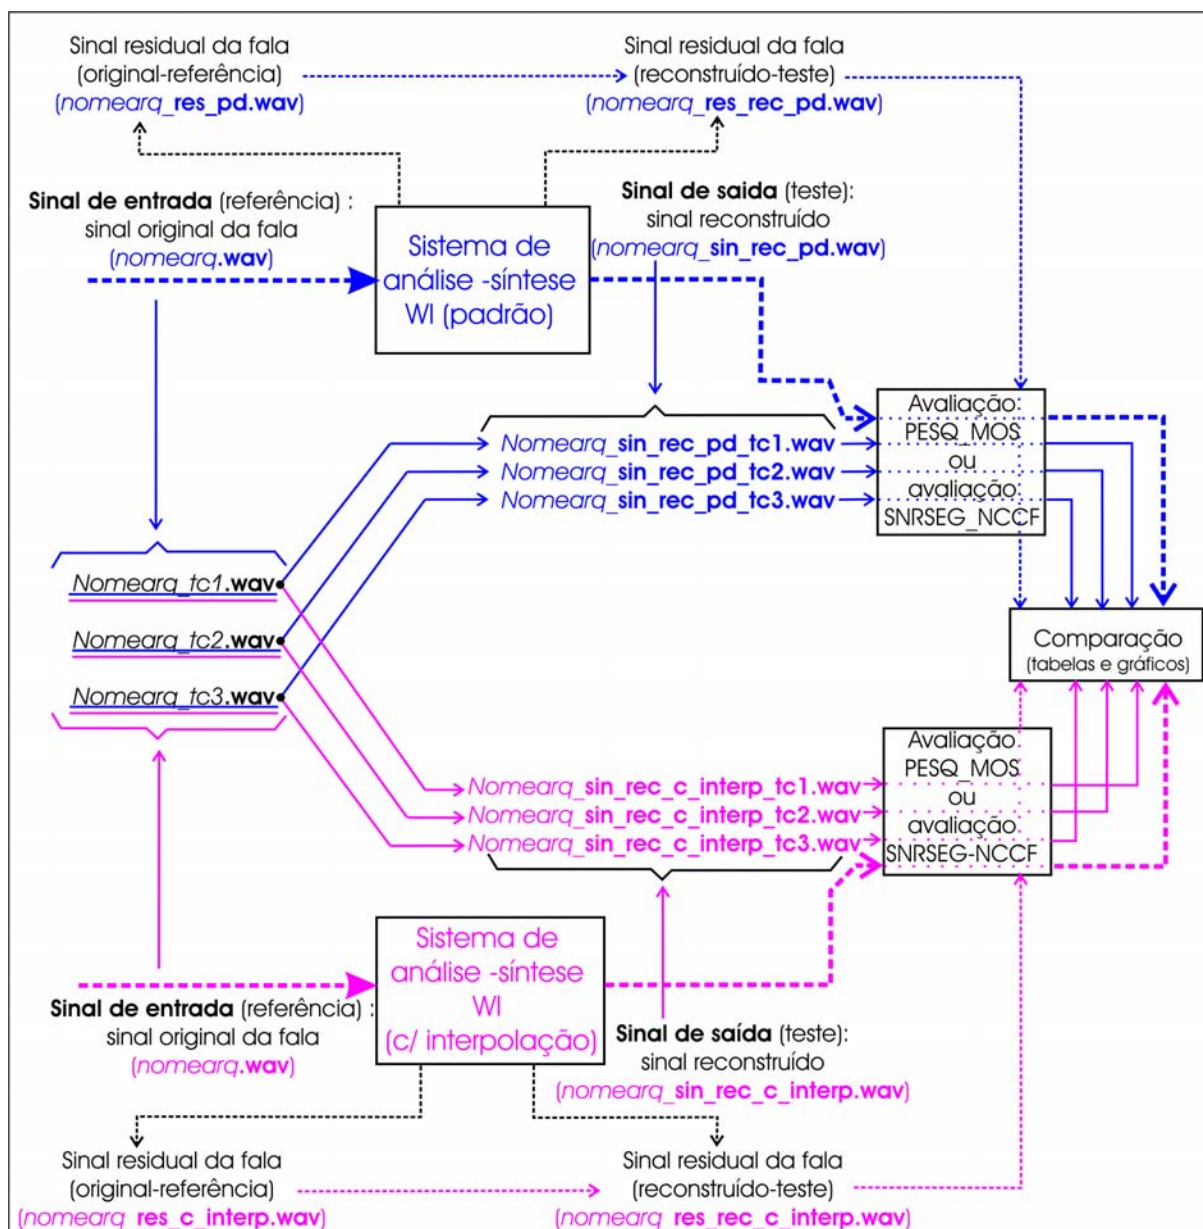 Sinal residual da fala
(original-referência)
(nomearq_res_pd.wav)
Sinal residual da fala
(reconstruído-teste)
(nomearq_res_rec_pd.wav)
Sinal de entrada (referência) :
sinal original da fala
(nomearq.wav)
Sistema de
análise -síntese
WI (padrão)
Sinal de saida (teste):
sinal reconstruído
(nomearq_sin_rec_pd.wav)
Nomearq_sin_rec_pd_tc1.wav
Nomearq_sin_rec_pd_tc2.wav
Nomearq_sin_rec_pd_tc3.wav
Avaliação
PESQ_MOS
ou
avaliação
SNRSEG_NCCF
Nomearq_tc1.wav
Nomearq_tc2.wav
Nomearq_tc3.wav
Comparação
(tabelas e gráficos)
Nomearq_sin_rec_c_interp_tc1.wav
Nomearq_sin_rec_c_interp_tc2.wav
Nomearq_sin_rec_c_interp_tc3.wav
Avaliação
PESQ_MOS
ou
avaliação
SNRSEG-NCCF
Sinal de entrada (referência) :
sinal original da fala
(nomearq.wav)
Sistema de
análise -síntese
WI
(c/ interpolação)
Sinal de saída (teste):
sinal reconstruído
(nomearq_sin_rec_c_interp.wav)
Sinal residual da fala
(original-referência)
(nomearq_res_c_interp.wav)
Sinal residual da fala
(reconstruído-teste)
(nomearq_res_rec_c_interp.wav)